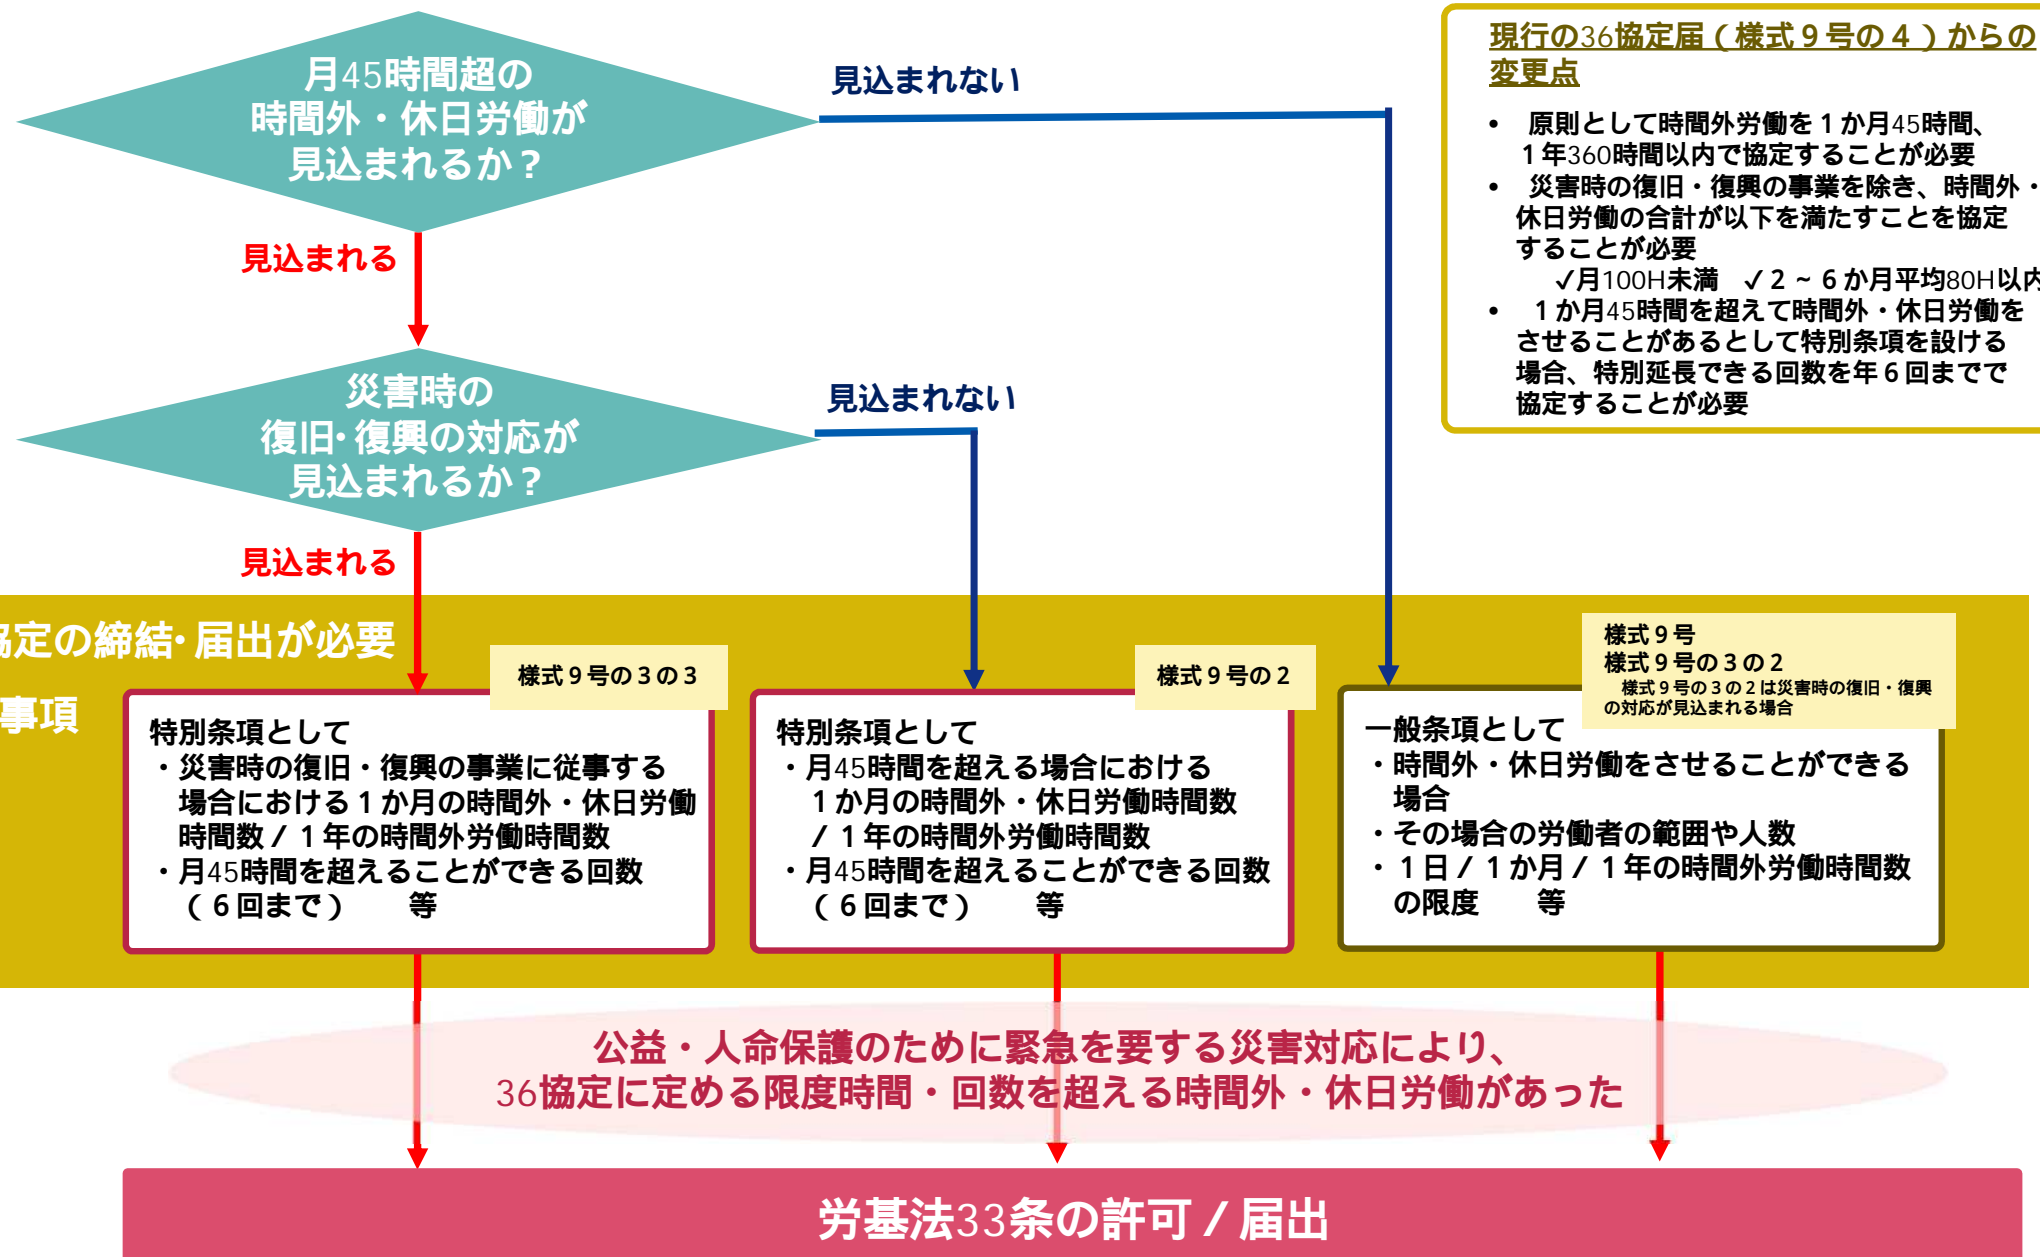 月45時間超の
時間外・休日労働が
見込まれるか？
見込まれない
見込まれる
災害時の
復旧・復興の対応が
見込まれるか？
見込まれない
見込まれる
現行の36協定届（様式９号の４）からの
変更点
• 原則として時間外労働を１か月45時間、
１年360時間以内で協定することが必要
• 災害時の復旧・復興の事業を除き、時間外・
休日労働の合計が以下を満たすことを協定
することが必要
✓月100H未満　✓２～６か月平均80H以内
• １か月45時間を超えて時間外・休日労働を
させることがあるとして特別条項を設ける
場合、特別延長できる回数を年６回までで
協定することが必要
協定の締結・届出が必要
事項
様式９号の３の３
特別条項として
・災害時の復旧・復興の事業に従事する
場合における１か月の時間外・休日労働
時間数／１年の時間外労働時間数
・月45時間を超えることができる回数
（６回まで）　等
様式９号の２
特別条項として
・月45時間を超える場合における
１か月の時間外・休日労働時間数
／１年の時間外労働時間数
・月45時間を超えることができる回数
（６回まで）　等
様式９号
様式９号の３の２
様式９号の３の２は災害時の復旧・復興
の対応が見込まれる場合
一般条項として
・時間外・休日労働をさせることができる
場合
・その場合の労働者の範囲や人数
・１日／１か月／１年の時間外労働時間数
の限度　等
公益・人命保護のために緊急を要する災害対応により、
36協定に定める限度時間・回数を超える時間外・休日労働があった
労基法33条の許可／届出